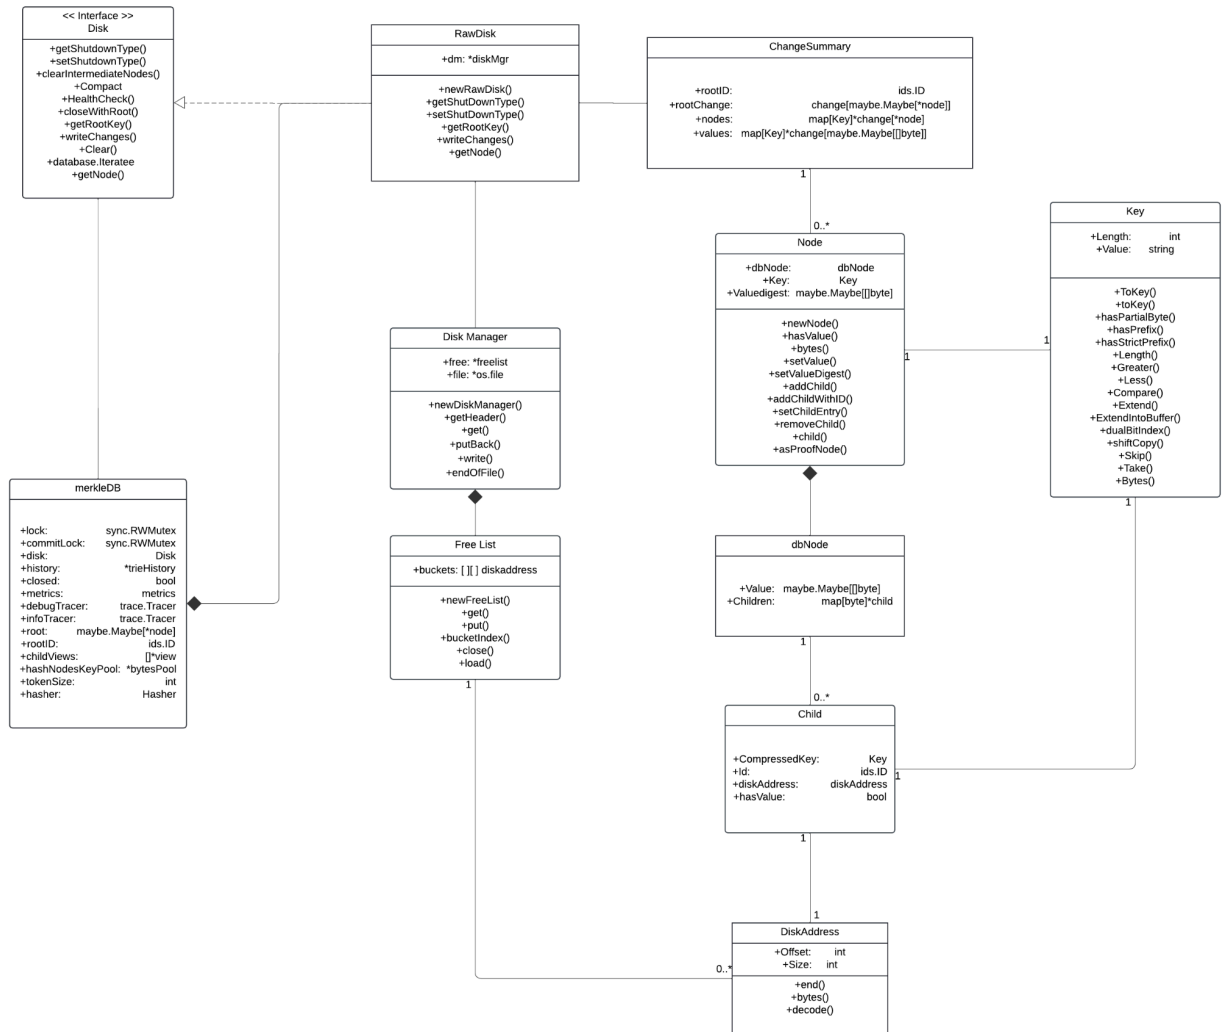 << Interface >>
Disk
+getShutdownType()
+setShutdownType()
+clearIntermediateNodes()
+Compact
+HealthCheck()
+closeWithRoot()
+getRootKey()
+writeChanges()
+Clear()
+database.Iteratee
+getNode()
RawDisk
+dm: *diskMgr
+newRawDisk()
+getShutDownType()
+setShutDownType()
+getRootKey()
+writeChanges()
+getNode()
ChangeSummary
+rootID: ids.ID
+rootChange: change[maybe.Maybe[*node]]
+nodes: map[Key]*change[*node]
+values: map[Key]*change[maybe.Maybe[[]byte]]
1
0..*
Node
+dbNode: dbNode
+Key: Key
+Valuedigest: maybe.Maybe[[]byte]
+newNode()
+hasValue()
+bytes()
+setValue()
+setValueDigest()
+addChild()
+addChildWithID()
+setChildEntry()
+removeChild()
+child()
+asProofNode()
1
1
Key
+Length: int
+Value: string
+ToKey()
+toKey()
+hasPartialByte()
+hasPrefix()
+hasStrictPrefix()
+Length()
+Greater()
+Less()
+Compare()
+Extend()
+ExtendIntoBuffer()
+dualBitIndex()
+shiftCopy()
+Skip()
+Take()
+Bytes()
1
Disk Manager
+free: *freelist
+file: *os.file
+newDiskManager()
+getHeader()
+get()
+putBack()
+write()
+endOfFile()
merkleDB
+lock: sync.RWMutex
+commitLock: sync.RWMutex
+disk: Disk
+history: *trieHistory
+closed: bool
+metrics: metrics
+debugTracer: trace.Tracer
+infoTracer: trace.Tracer
+root: maybe.Maybe[*node]
+rootID: ids.ID
+childViews: []*view
+hashNodesKeyPool: *bytesPool
+tokenSize: int
+hasher: Hasher
Free List
+buckets: [ ][ ] diskaddress
+newFreeList()
+get()
+put()
+bucketIndex()
+close()
+load()
1
dbNode
+Value: maybe.Maybe[[]byte]
+Children: map[byte]*child
1
0..*
Child
+CompressedKey: Key
+Id: ids.ID
+diskAddress: diskAddress
+hasValue: bool
1
1
1
0..*
DiskAddress
+Offset: int
+Size: int
+end()
+bytes()
+decode()